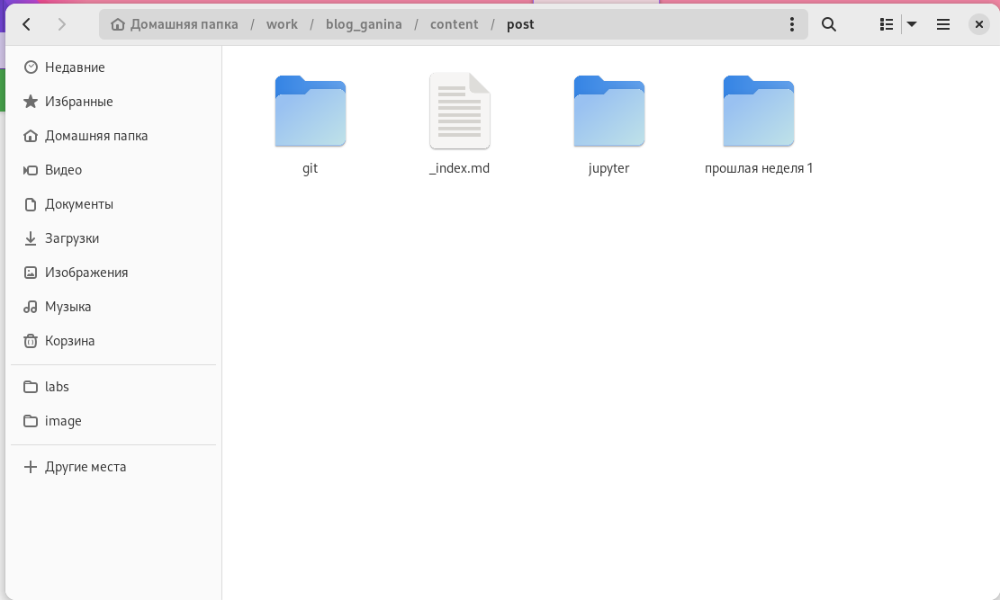 Домашняя папка / work / blog_ganina / content / post
Недавние
Избранные
Домашняя папка
Видео
Документы
Загрузки
Изображения
Музыка
Корзина
labs
image
Другие места
git
_index.md
jupyter
прошлая неделя 1